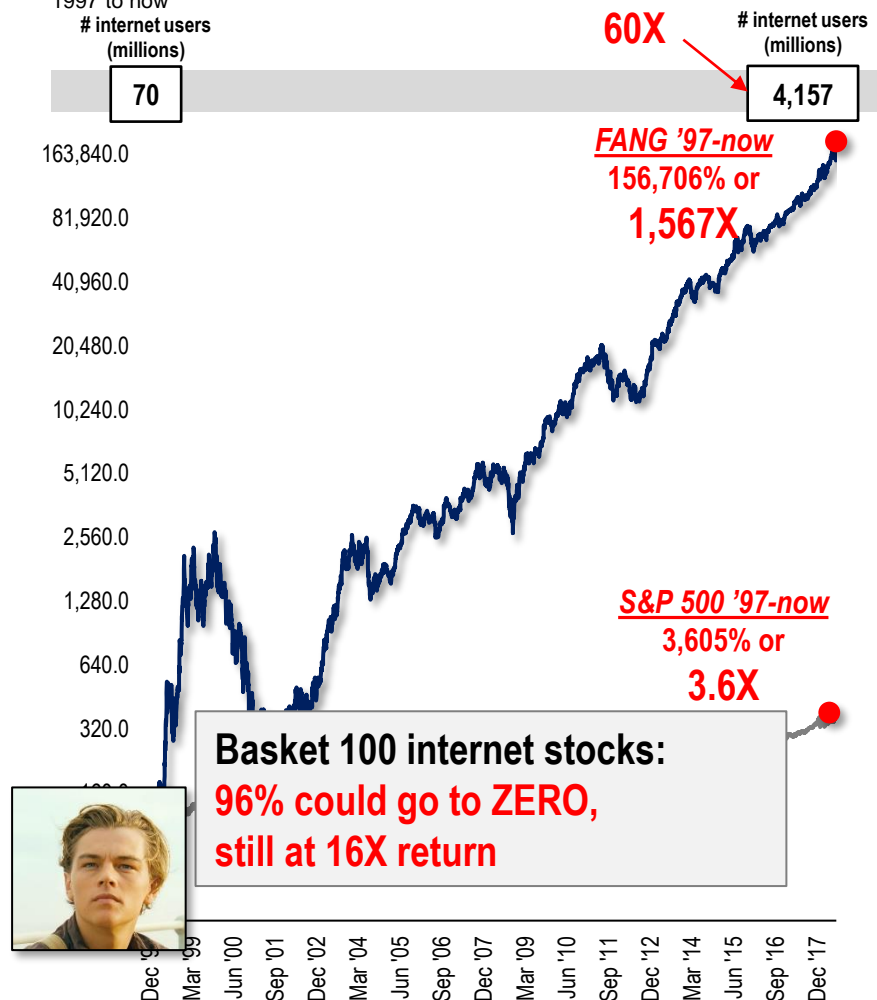 1997 to now
# internet users
(millions)
70
60X
# internet users
(millions)
4,157
FANG ’97-now
156,706% or
1,567X
163,840.0
81,920.0
40,960.0
20,480.0
10,240.0
5,120.0
2,560.0
1,280.0
640.0
320.0
S&P 500 ’97-now
3,605% or
3.6X
Basket 100 internet stocks:
96% could go to ZERO,
still at 16X return
Mar '99
Jun '00
Sep '01
Dec '02
Mar '04
Jun '05
Sep '06
Dec '07
Mar '09
Jun '10
Sep '11
Dec '12
Mar '14
Jun '15
Sep '16
Dec '17